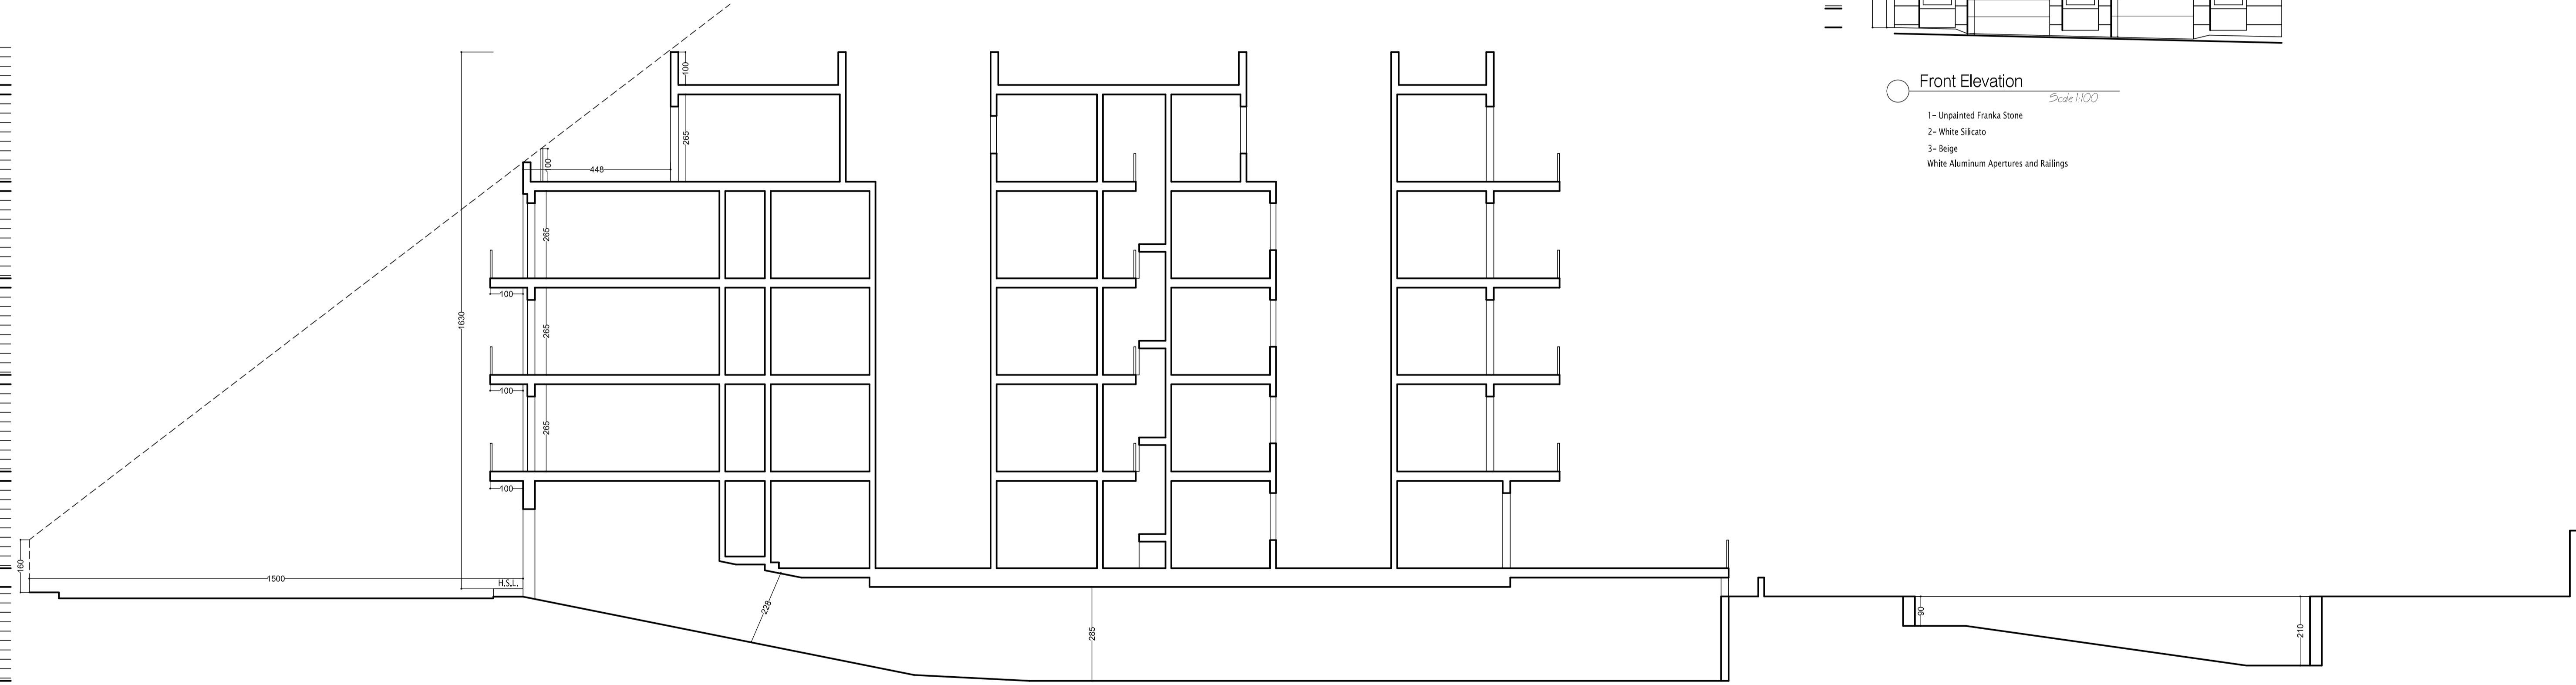 100
265
100
448
265
265
265
1630
100
100
100
160
1500
H.S.L.
228
285
90
210
Front Elevation
Scale 1:100
1- Unpainted Franka Stone
2- White Silicato
3- Beige
White Aluminum Apertures and Railings